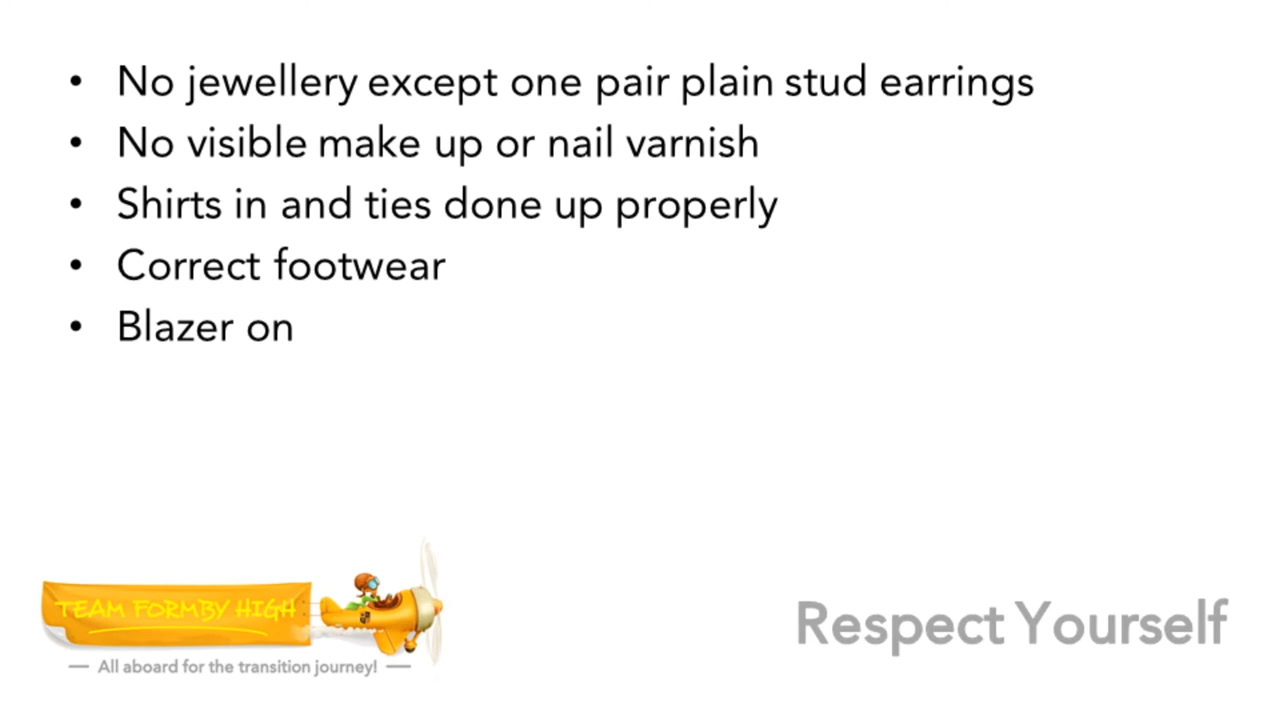 • No jewellery except one pair plain stud earrings
• No visible make up or nail varnish
• Shirts in and ties done up properly
• Correct footwear
• Blazer on
TEAM FORMBY HIGH
— All aboard for the transition journey! —
Respect Yourself